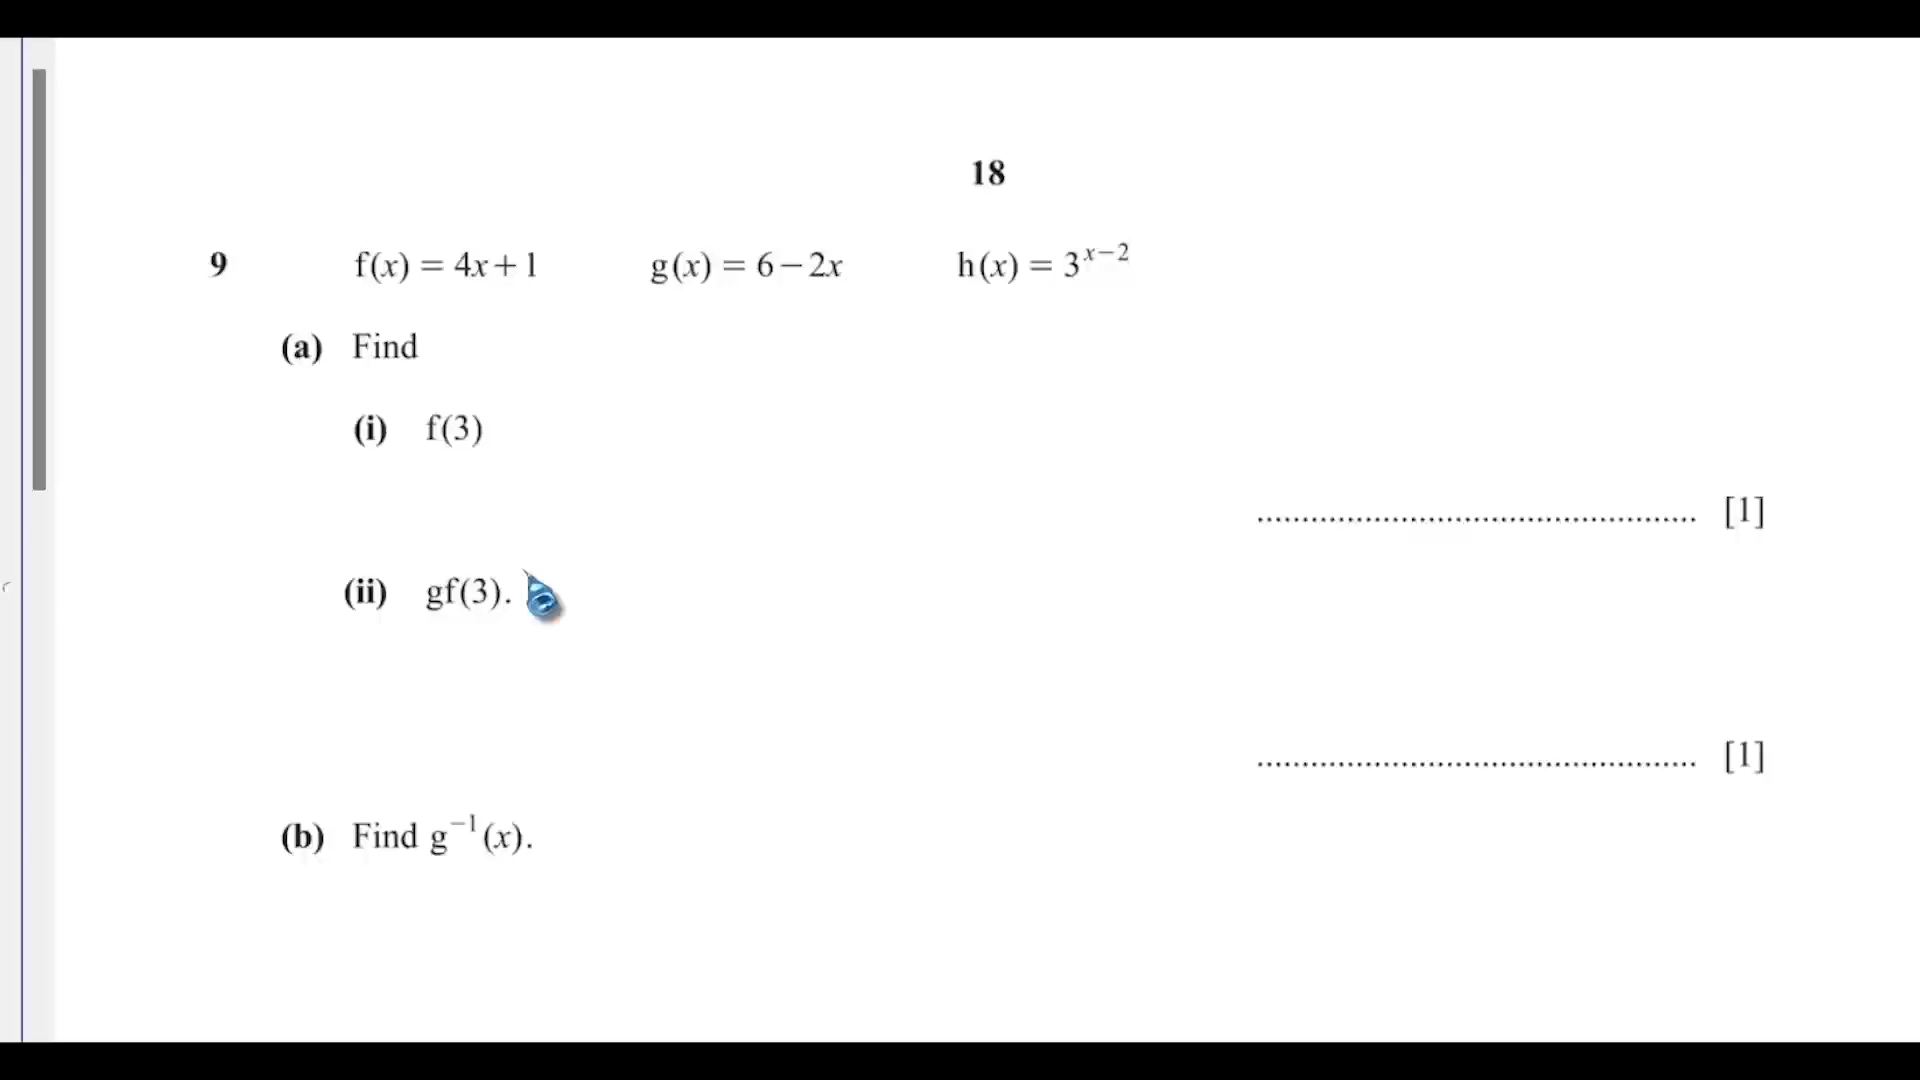 18
9 f(x) = 4x + 1 g(x) = 6 − 2x h(x) = 3^{x−2}
(a) Find
(i) f(3)
................................................. [1]
(ii) gf(3).
................................................. [1]
(b) Find g^{−1}(x).